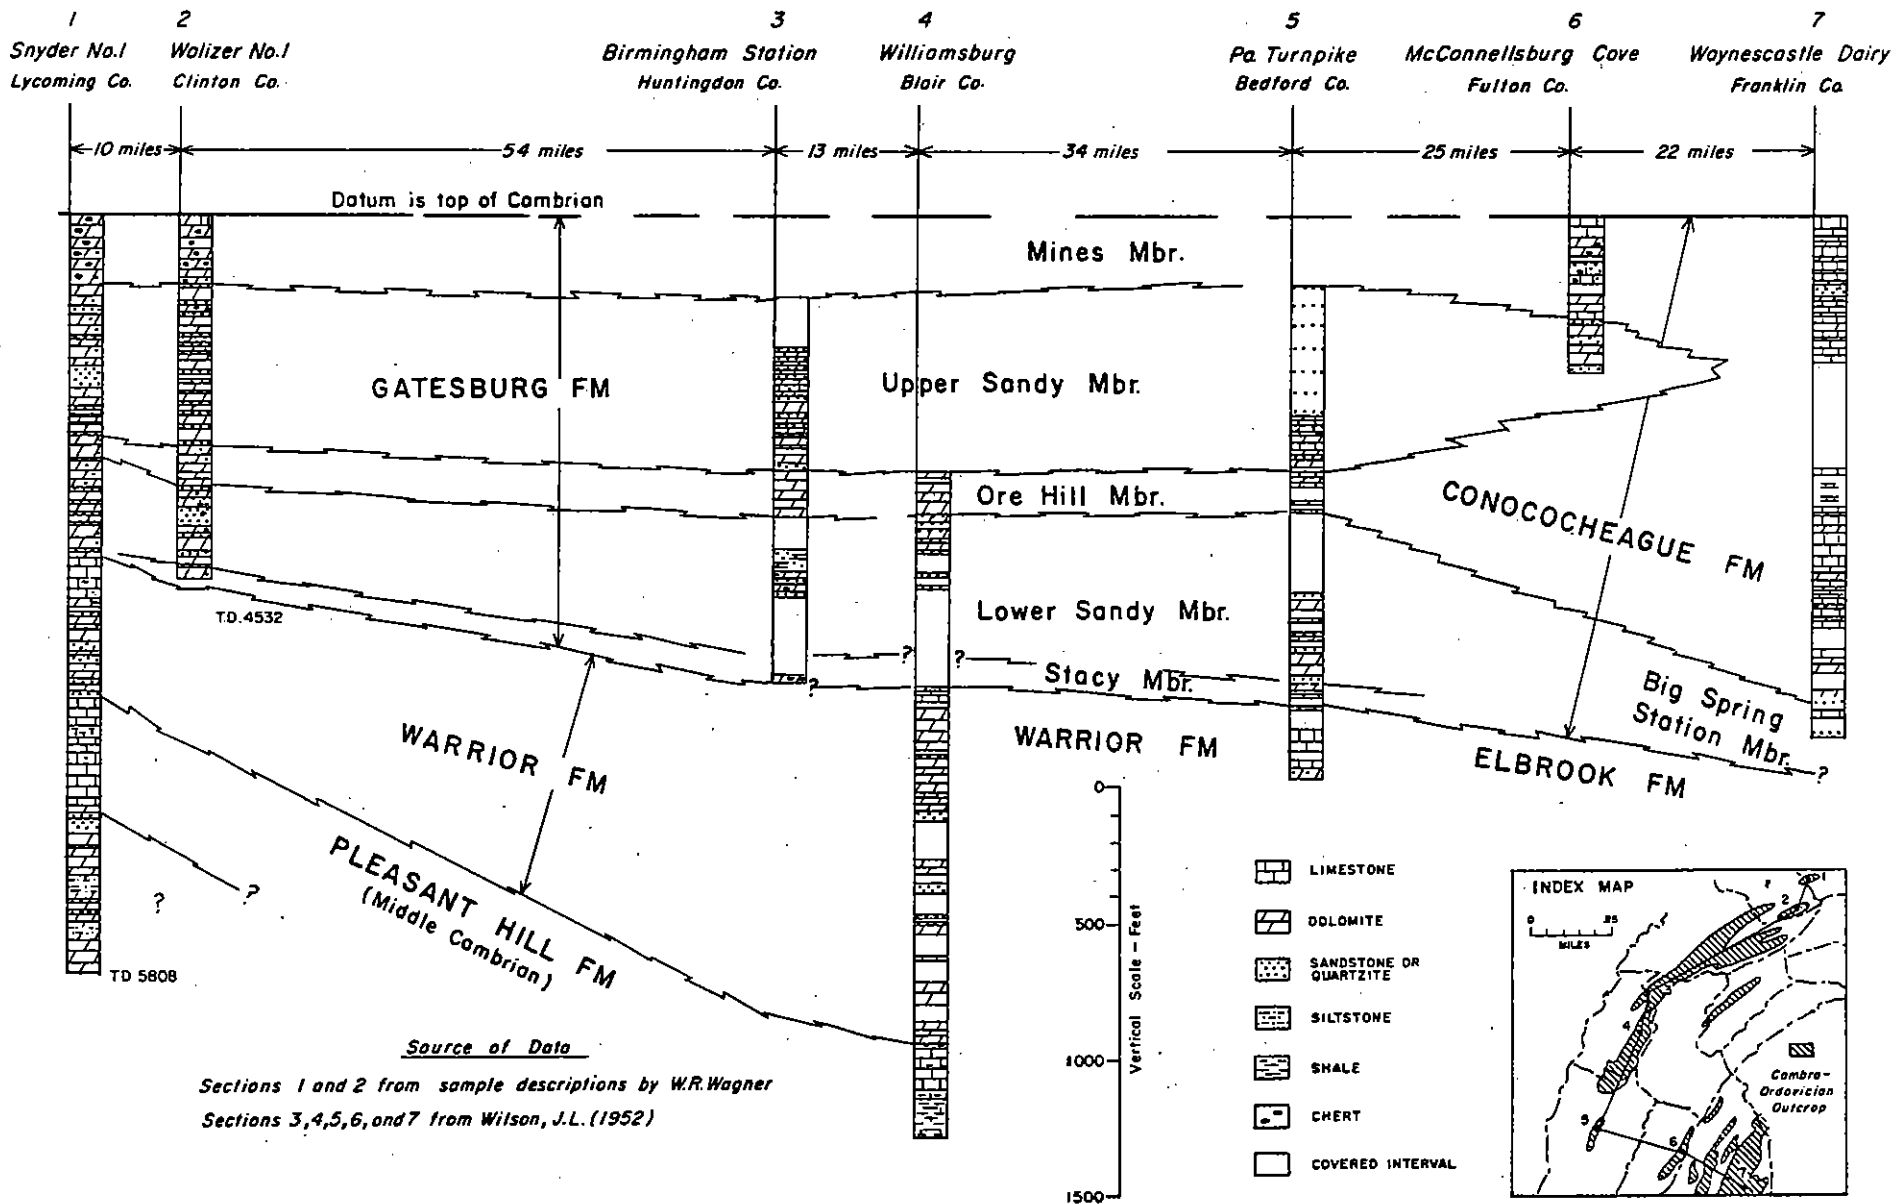 1
Snyder No.1
Lycoming Co.
2
Walizer No.1
Clinton Co.
3
Birmingham Station
Huntingdon Co.
4
Williamsburg
Blair Co.
5
Pa. Turnpike
Bedford Co.
6
McConnellsburg Cove
Fulton Co.
7
Waynescastle Dairy
Franklin Co.
10 miles
54 miles
13 miles
34 miles
25 miles
22 miles
Datum is top of Cambrian
Mines Mbr.
GATESBURG FM
Upper Sandy Mbr.
Ore Hill Mbr.
CONOCOCHEAGUE FM
Lower Sandy Mbr.
T.D. 4532
?
?
Stacy Mbr.
?
Big Spring
Station Mbr.
?
WARRIOR FM
WARRIOR FM
ELBROOK FM
PLEASANT HILL FM
(Middle Cambrian)
?
?
TD 5808
Source of Data
Sections 1 and 2 from sample descriptions by W.R. Wagner
Sections 3,4,5,6, and 7 from Wilson, J.L. (1952)
0
500
1000
1500
Vertical Scale - Feet
LIMESTONE
DOLOMITE
SANDSTONE OR
QUARTZITE
SILTSTONE
SHALE
CHERT
COVERED INTERVAL
INDEX MAP
0 25
MILES
1
2
4
5
6
Cambro-
Ordovician
Outcrop